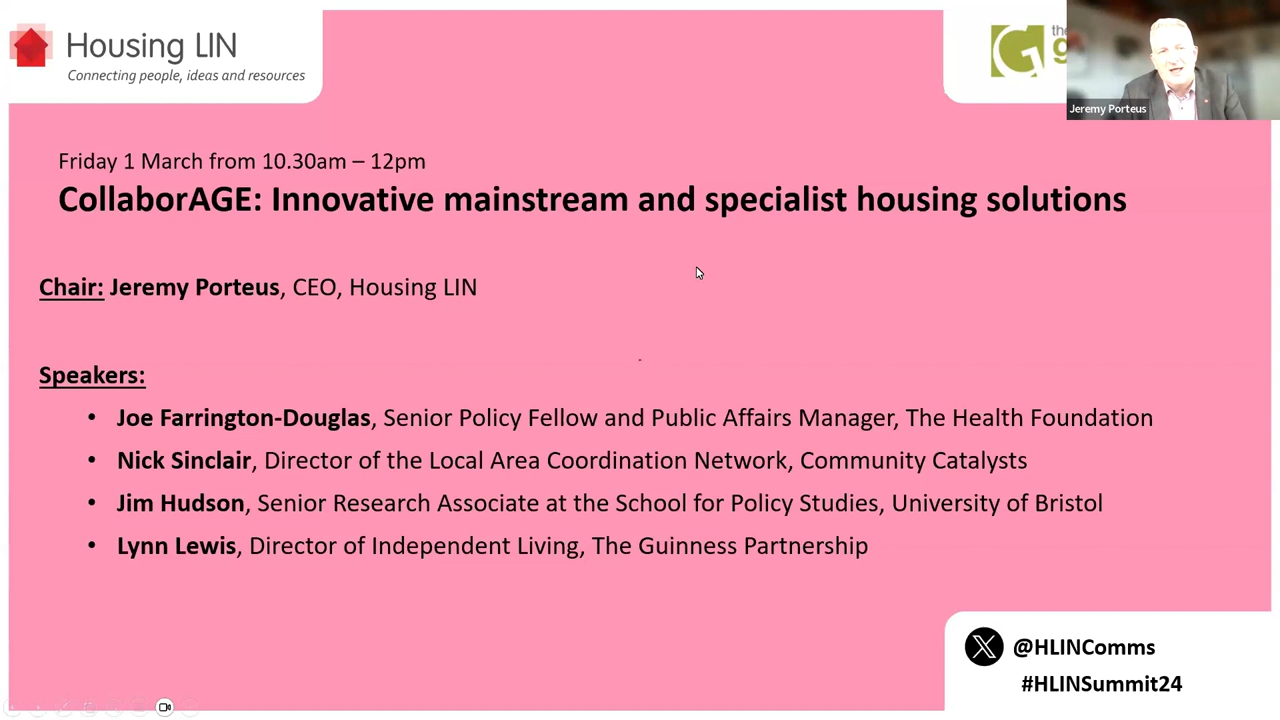 Housing LIN
Connecting people, ideas and resources
Jeremy Porteus
Friday 1 March from 10.30am – 12pm
CollaborAGE: Innovative mainstream and specialist housing solutions
Chair: Jeremy Porteus, CEO, Housing LIN
Speakers:
• Joe Farrington-Douglas, Senior Policy Fellow and Public Affairs Manager, The Health Foundation
• Nick Sinclair, Director of the Local Area Coordination Network, Community Catalysts
• Jim Hudson, Senior Research Associate at the School for Policy Studies, University of Bristol
• Lynn Lewis, Director of Independent Living, The Guinness Partnership
@HLINComms
#HLINSummit24